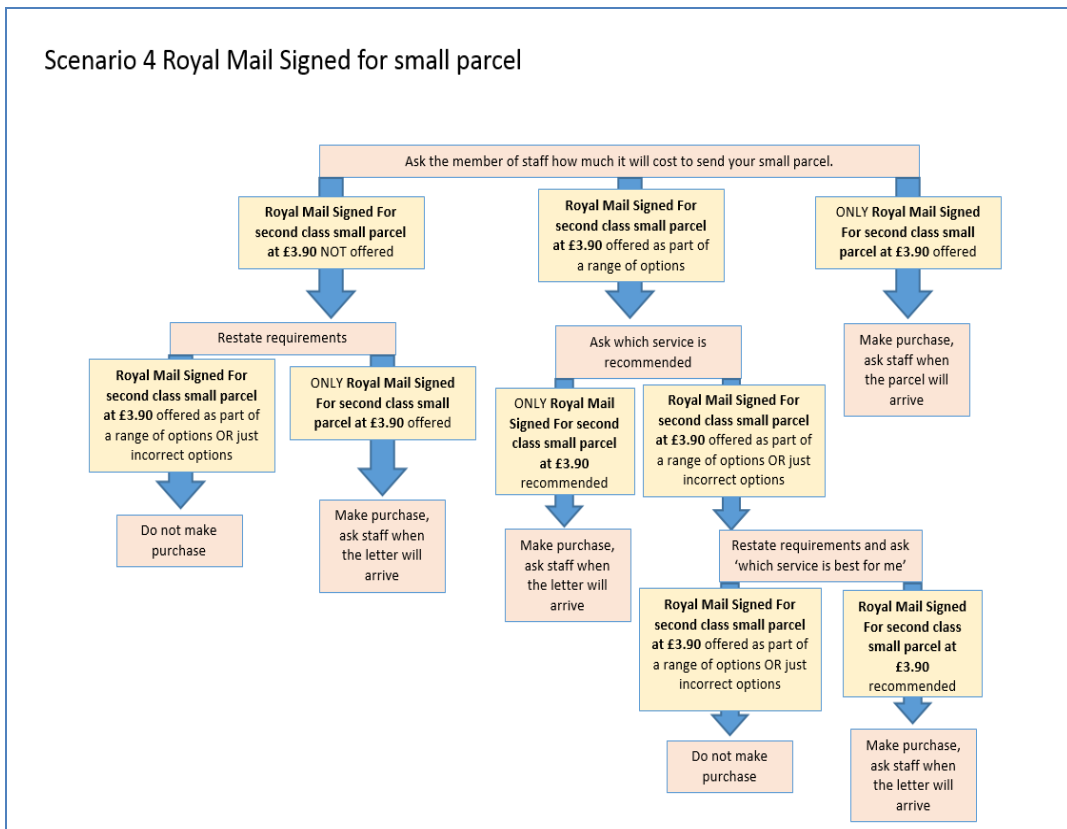 Scenario 4 Royal Mail Signed for small parcel
Ask the member of staff how much it will cost to send your small parcel.
Royal Mail Signed For
second class small parcel
at £3.90 NOT offered
Royal Mail Signed For
second class small parcel
at £3.90 offered as part of
a range of options
ONLY Royal Mail Signed
For second class small
parcel at £3.90 offered
Restate requirements
Ask which service is
recommended
Make purchase,
ask staff when
the parcel will
arrive
Royal Mail Signed For
second class small parcel
at £3.90 offered as part of
a range of options OR just
incorrect options
ONLY Royal Mail Signed
For second class small
parcel at £3.90 offered
ONLY Royal Mail
Signed For second
class small parcel
at £3.90
recommended
Royal Mail Signed For
second class small parcel
at £3.90 offered as part of
a range of options OR just
incorrect options
Do not make
purchase
Make purchase,
ask staff when
the letter will
arrive
Make purchase,
ask staff when
the letter will
arrive
Restate requirements and ask
‘which service is best for me’
Royal Mail Signed For
second class small parcel
at £3.90 offered as part of
a range of options OR just
incorrect options
Royal Mail Signed
For second class
small parcel at
£3.90
recommended
Do not make
purchase
Make purchase,
ask staff when
the letter will
arrive